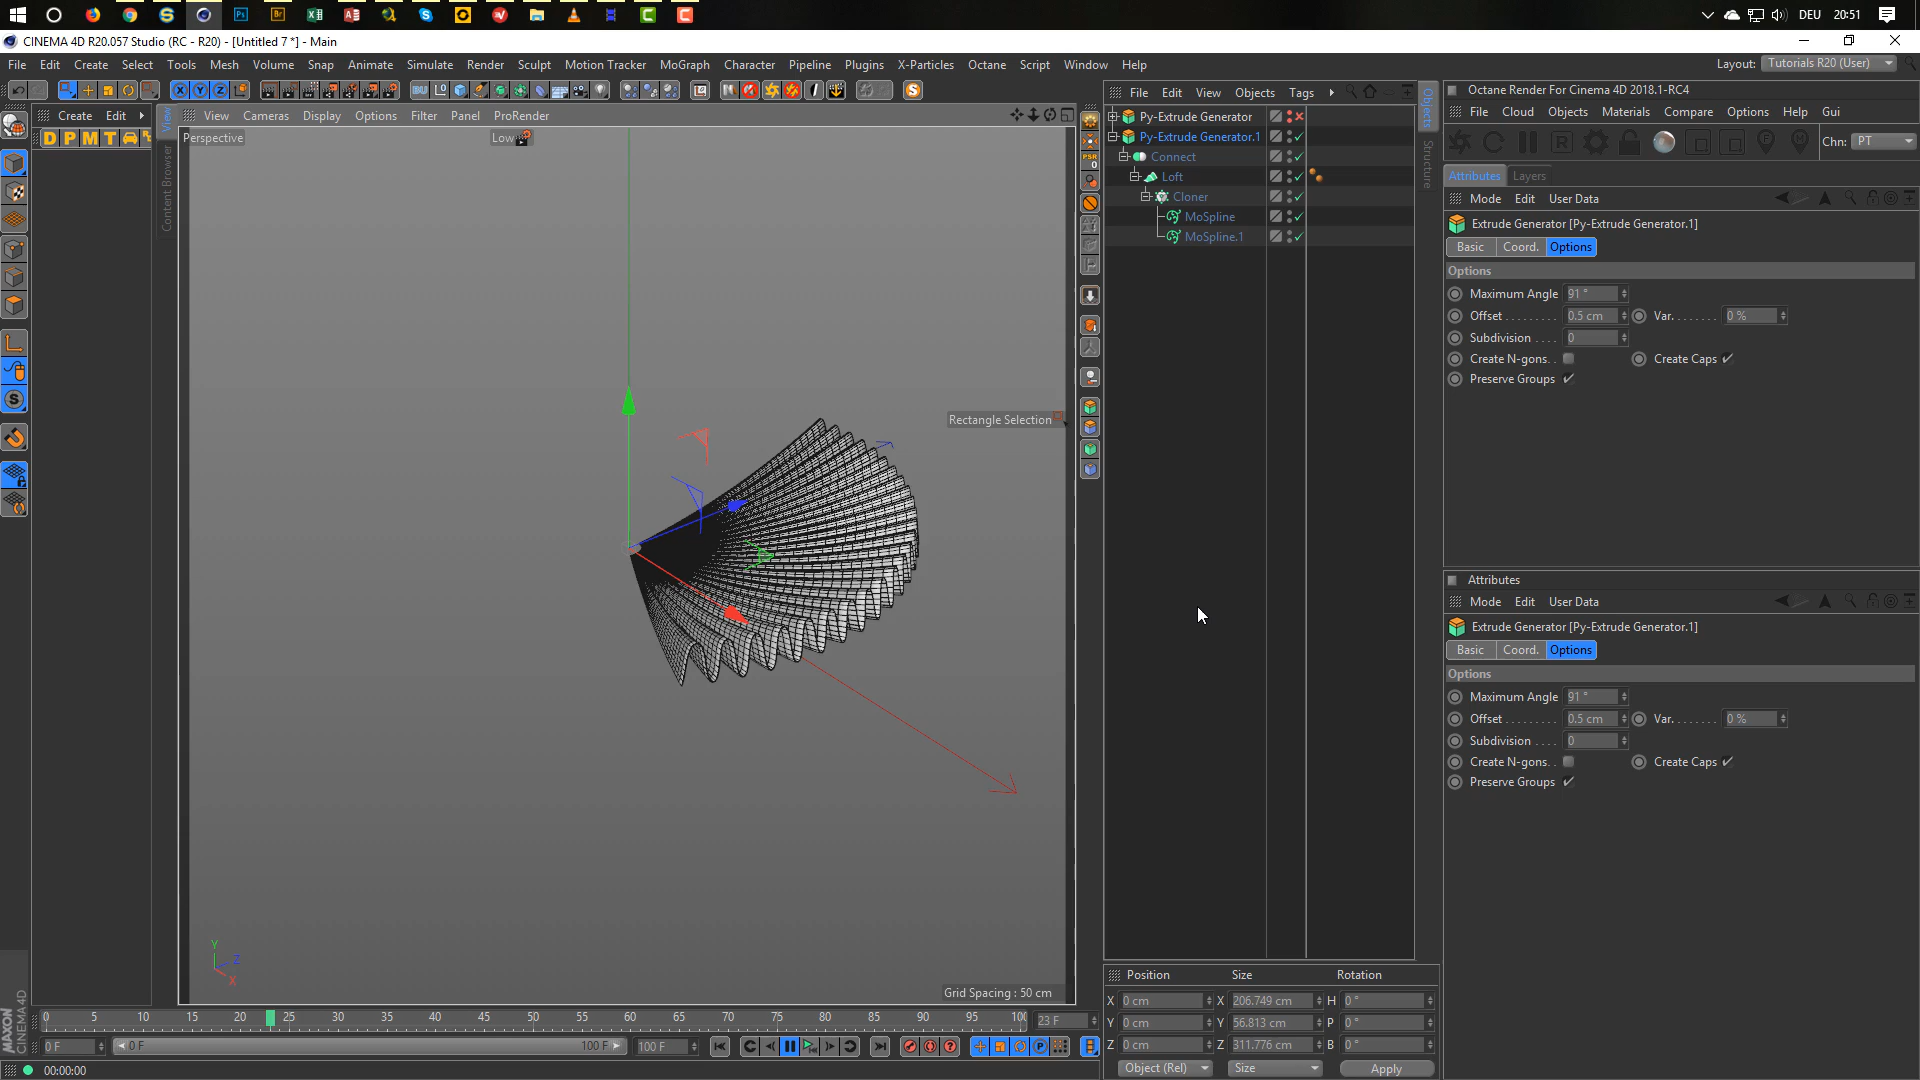 DEU 20:51
CINEMA 4D R20.057 Studio (RC - R20) - [Untitled 7 *] - Main
File Edit Create Select Tools Mesh Volume Snap Animate Simulate Render Sculpt Motion Tracker MoGraph Character Pipeline Plugins X-Particles Octane Script Window Help
Layout: Tutorials R20 (User)
Create Edit
D P M T
View
Content Browser
View Cameras Display Options Filter Panel ProRender
Perspective
Low
Rectangle Selection
Grid Spacing : 50 cm
Y
Z
X
PSR
0
File Edit View Objects Tags
Py-Extrude Generator
Py-Extrude Generator.1
Connect
Loft
Cloner
MoSpline
MoSpline.1
Objects
Structure
Octane Render For Cinema 4D 2018.1-RC4
File Cloud Objects Materials Compare Options Help Gui
Chn: PT
Attributes Layers
Mode Edit User Data
Extrude Generator [Py-Extrude Generator.1]
Basic Coord. Options
Options
Maximum Angle 91 °
Offset . . . . . . . . . 0.5 cm Var. . . . . . . . 0 %
Subdivision . . . . 0
Create N-gons. . Create Caps
Preserve Groups
Attributes
Mode Edit User Data
Extrude Generator [Py-Extrude Generator.1]
Basic Coord. Options
Options
Maximum Angle 91 °
Offset . . . . . . . . . 0.5 cm Var. . . . . . . . 0 %
Subdivision . . . . 0
Create N-gons. . Create Caps
Preserve Groups
Position Size Rotation
X 0 cm X 206.749 cm H 0 °
Y 0 cm Y 56.813 cm P 0 °
Z 0 cm Z 311.776 cm B 0 °
Object (Rel) Size Apply
0 5 10 15 20 25 30 35 40 45 50 55 60 65 70 75 80 85 90 95 100 23 F
0 F 0 F 100 F 100 F
00:00:00
MAXON
CINEMA 4D